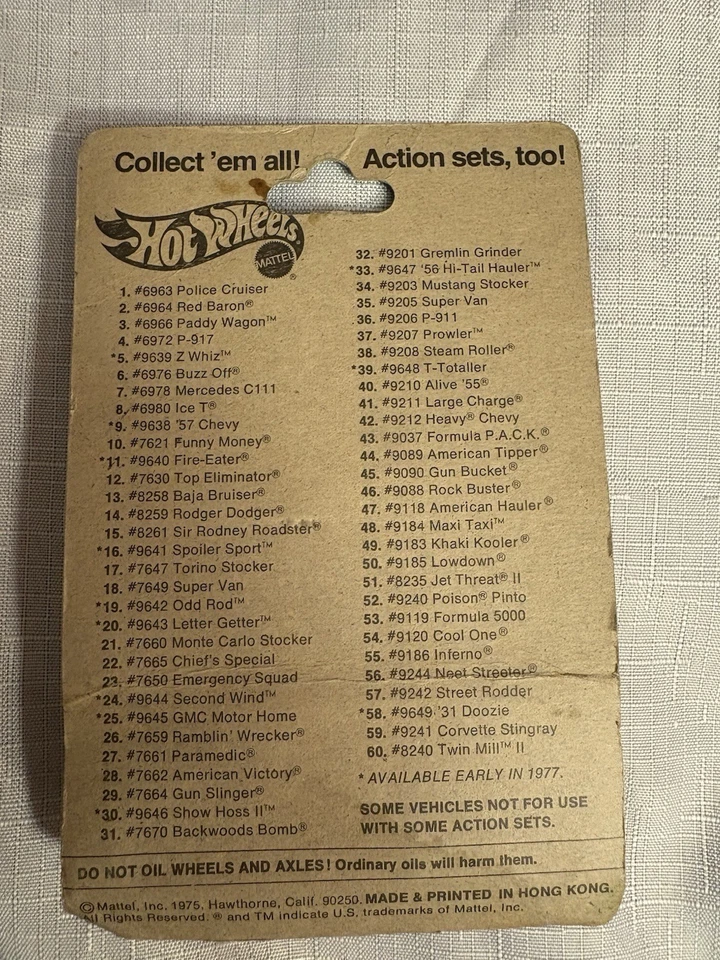 Collect 'em all!
Action sets, too!
Hot Wheels
MATTEL®
1. #6963 Police Cruiser
2. #6964 Red Baron®
3. #6966 Paddy Wagon™
4. #6972 P-917
*5. #9639 Z Whiz™
6. #6976 Buzz Off®
7. #6978 Mercedes C111
8. #6980 Ice T®
*9. #9638 '57 Chevy
10. #7621 Funny Money®
*11. #9640 Fire-Eater®
12. #7630 Top Eliminator®
13. #8258 Baja Bruiser®
14. #8259 Rodger Dodger®
15. #8261 Sir Rodney Roadster®
*16. #9641 Spoiler Sport™
17. #7647 Torino Stocker
18. #7649 Super Van
*19. #9642 Odd Rod™
*20. #9643 Letter Getter™
21. #7660 Monte Carlo Stocker
22. #7665 Chief's Special
23. #7650 Emergency Squad
*24. #9644 Second Wind™
*25. #9645 GMC Motor Home
26. #7659 Ramblin' Wrecker®
27. #7661 Paramedic®
28. #7662 American Victory®
29. #7664 Gun Slinger®
*30. #9646 Show Hoss II™
31. #7670 Backwoods Bomb®
32. #9201 Gremlin Grinder
*33. #9647 '56 Hi-Tail Hauler™
34. #9203 Mustang Stocker
35. #9205 Super Van
36. #9206 P-911
37. #9207 Prowler™
38. #9208 Steam Roller®
*39. #9648 T-Totaller
40. #9210 Alive '55®
41. #9211 Large Charge®
42. #9212 Heavy® Chevy
43. #9037 Formula P.A.C.K.®
44. #9089 American Tipper®
45. #9090 Gun Bucket®
46. #9088 Rock Buster®
47. #9118 American Hauler®
48. #9184 Maxi Taxi™
49. #9183 Khaki Kooler®
50. #9185 Lowdown®
51. #8235 Jet Threat® II
52. #9240 Poison® Pinto
53. #9119 Formula 5000
54. #9120 Cool One®
55. #9186 Inferno®
56. #9244 Neet Streeter®
57. #9242 Street Rodder
*58. #9649 '31 Doozie
59. #9241 Corvette Stingray
60. #8240 Twin Mill™ II
* AVAILABLE EARLY IN 1977.
SOME VEHICLES NOT FOR USE
WITH SOME ACTION SETS.
DO NOT OIL WHEELS AND AXLES! Ordinary oils will harm them.
© Mattel, Inc. 1975. Hawthorne, Calif. 90250. MADE & PRINTED IN HONG KONG.
All Rights Reserved. ® and TM indicate U.S. trademarks of Mattel, Inc.